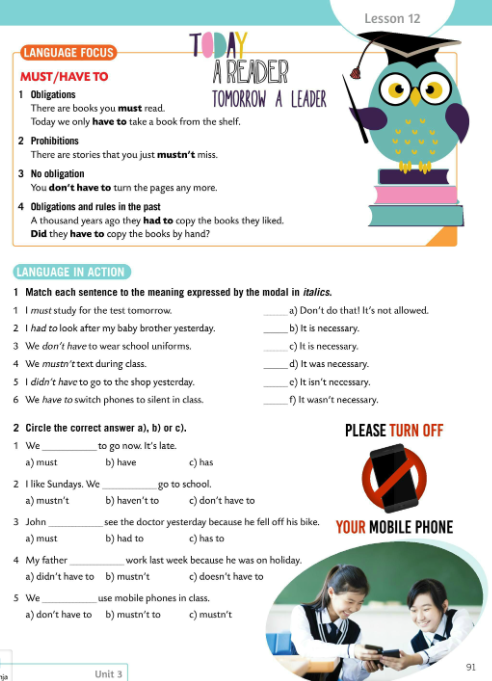 Lesson 12
LANGUAGE FOCUS
TODAY
A READER
TOMORROW A LEADER
MUST/HAVE TO
1 Obligations
There are books you must read.
Today we only have to take a book from the shelf.
2 Prohibitions
There are stories that you just mustn't miss.
3 No obligation
You don't have to turn the pages any more.
4 Obligations and rules in the past
A thousand years ago they had to copy the books they liked.
Did they have to copy the books by hand?
LANGUAGE IN ACTION
1 Match each sentence to the meaning expressed by the modal in italics.
1 I must study for the test tomorrow. ______ a) Don't do that! It's not allowed.
2 I had to look after my baby brother yesterday. ______ b) It is necessary.
3 We don't have to wear school uniforms. ______ c) It is necessary.
4 We mustn't text during class. ______ d) It was necessary.
5 I didn't have to go to the shop yesterday. ______ e) It isn't necessary.
6 We have to switch phones to silent in class. ______ f) It wasn't necessary.
2 Circle the correct answer a), b) or c).
1 We ____________ to go now. It's late.
a) must b) have c) has
2 I like Sundays. We ____________ go to school.
a) mustn't b) haven't to c) don't have to
3 John ____________ see the doctor yesterday because he fell off his bike.
a) must b) had to c) has to
4 My father ____________ work last week because he was on holiday.
a) didn't have to b) mustn't c) doesn't have to
5 We ____________ use mobile phones in class.
a) don't have to b) mustn't to c) mustn't
PLEASE TURN OFF
YOUR MOBILE PHONE
nja
Unit 3
91